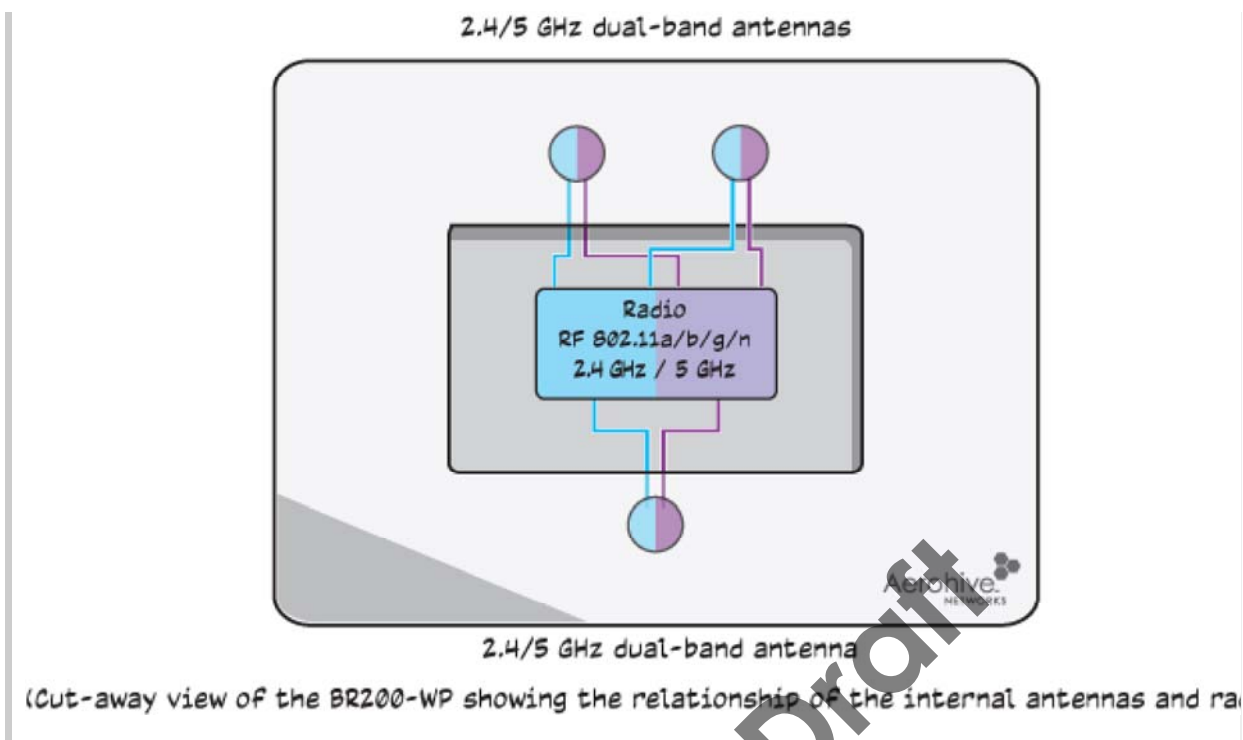 2.4/5 GHz dual-band antennas
Radio
RF 802.11a/b/g/n
2.4 GHz / 5 GHz
Aerohive
NETWORKS
2.4/5 GHz dual-band antenna
(Cut-away view of the BR200-WP showing the relationship of the internal antennas and
Draft